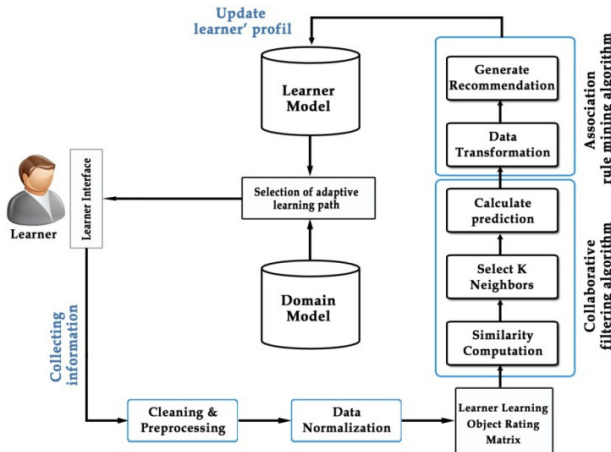 Update
learner' profil
Learner
Model
Selection of adaptive
learning path
Domain
Model
Learner
Learner Interface
Collecting
information
Cleaning &
Preprocessing
Data
Normalization
Learner Learning
Object Rating
Matrix
Similarity
Computation
Select K
Neighbors
Calculate
prediction
Data
Transformation
Generate
Recommendation
Collaborative
filtering algorithm
Association
rule mining algorithm